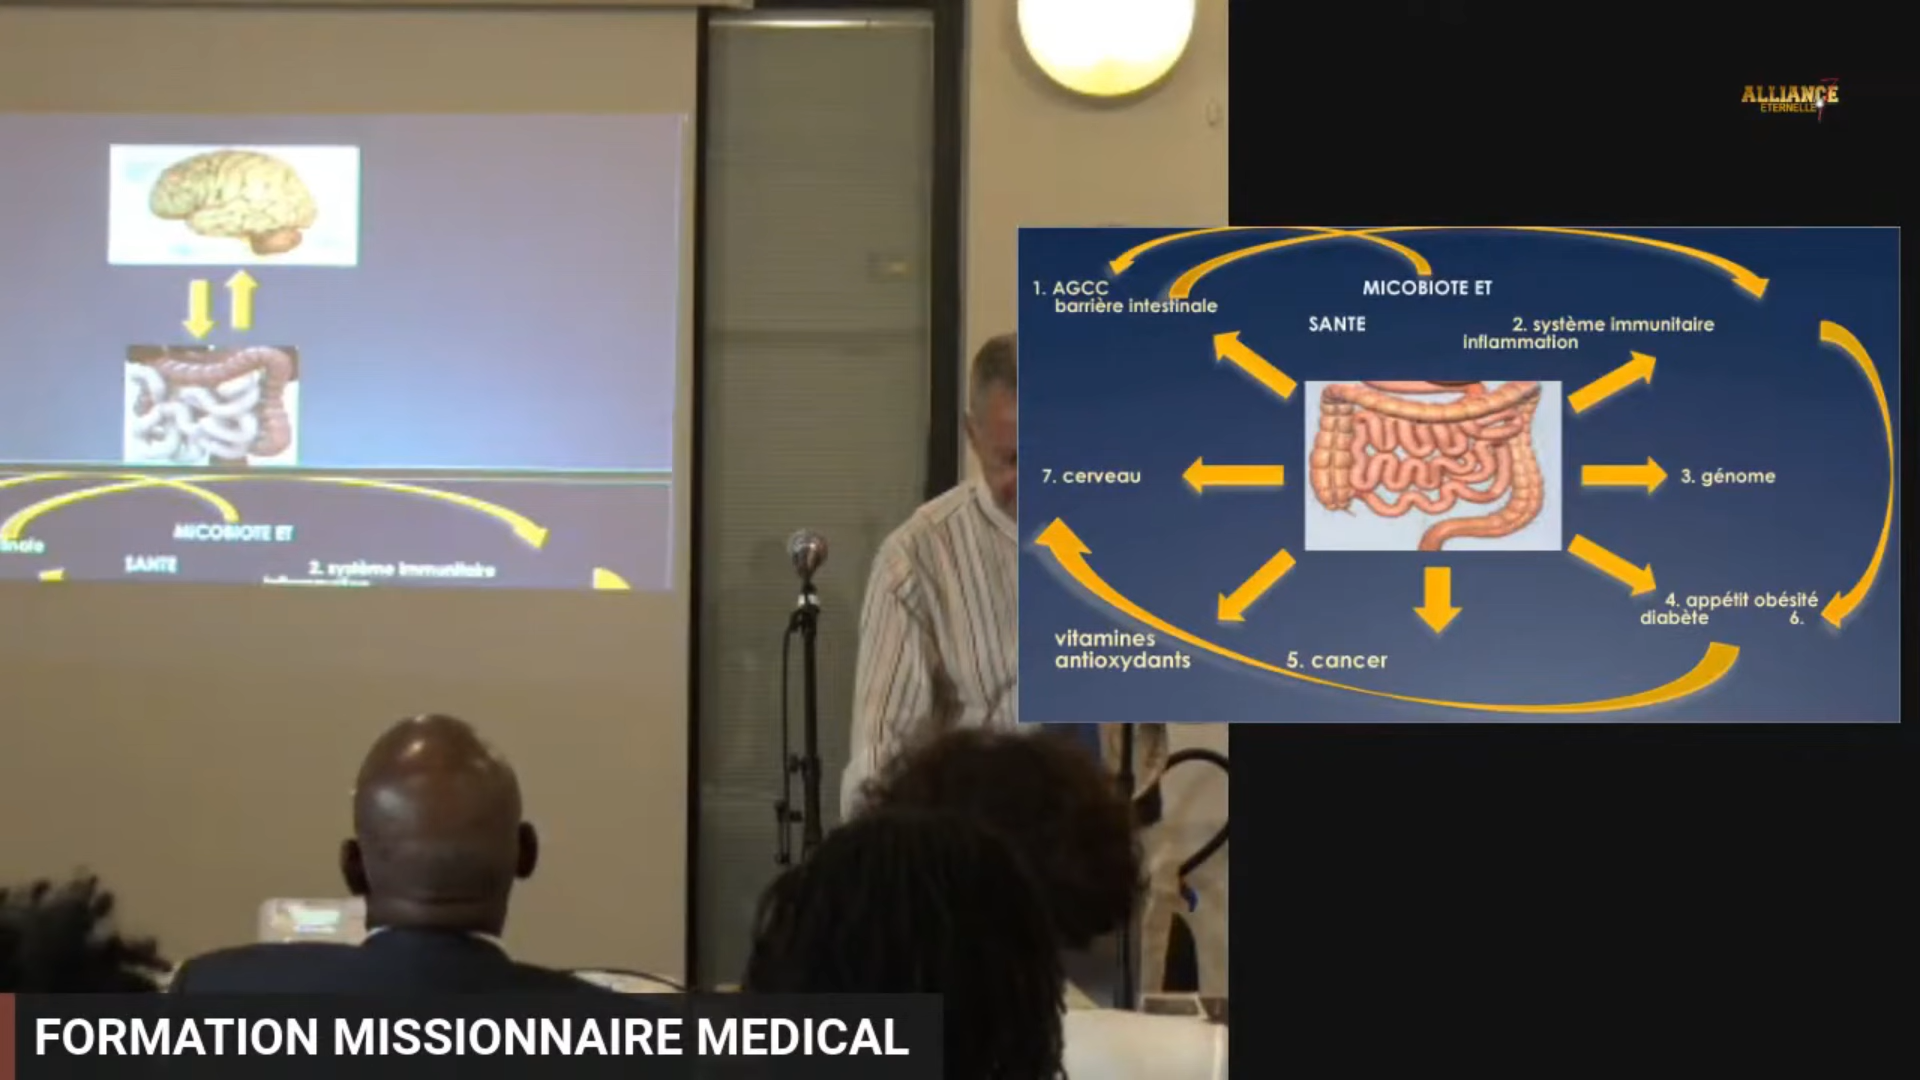 MICOBIOTE ET
SANTE
2. système immunitaire
ALLIANCE
ETERNELLE
1. AGCC
barrière intestinale
MICOBIOTE ET
SANTE
2. système immunitaire
inflammation
7. cerveau
3. génome
4. appétit obésité
diabète 6.
vitamines
antioxydants
5. cancer
FORMATION MISSIONNAIRE MEDICAL